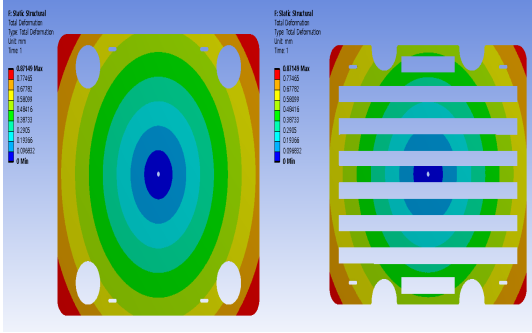 F: Static Structural
Total Deformation
Type: Total Deformation
Unit: mm
Time: 1
0.87149 Max
0.77465
0.67782
0.58099
0.48416
0.38733
0.2905
0.19366
0.096832
0 Min
F: Static Structural
Total Deformation
Type: Total Deformation
Unit: mm
Time: 1
0.87149 Max
0.77465
0.67782
0.58099
0.48416
0.38733
0.2905
0.19366
0.096832
0 Min